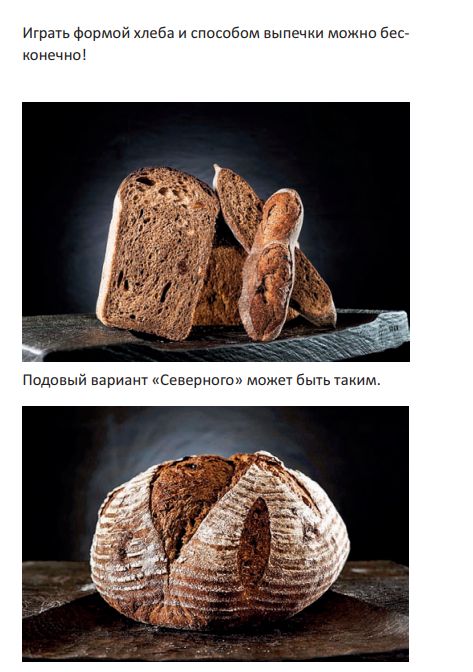 Играть формой хлеба и способом выпечки можно бес-
конечно!
Подовый вариант «Северного» может быть таким.